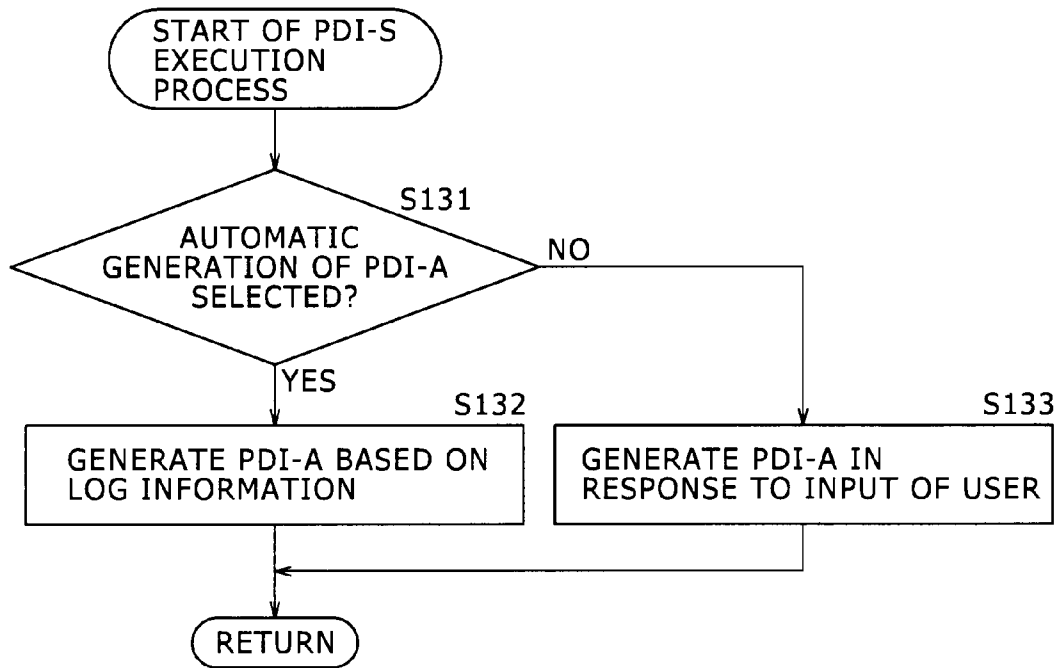 START OF PDI-S
EXECUTION
PROCESS
S131
AUTOMATIC
GENERATION OF PDI-A
SELECTED?
NO
YES
S132
GENERATE PDI-A BASED ON
LOG INFORMATION
S133
GENERATE PDI-A IN
RESPONSE TO INPUT OF USER
RETURN